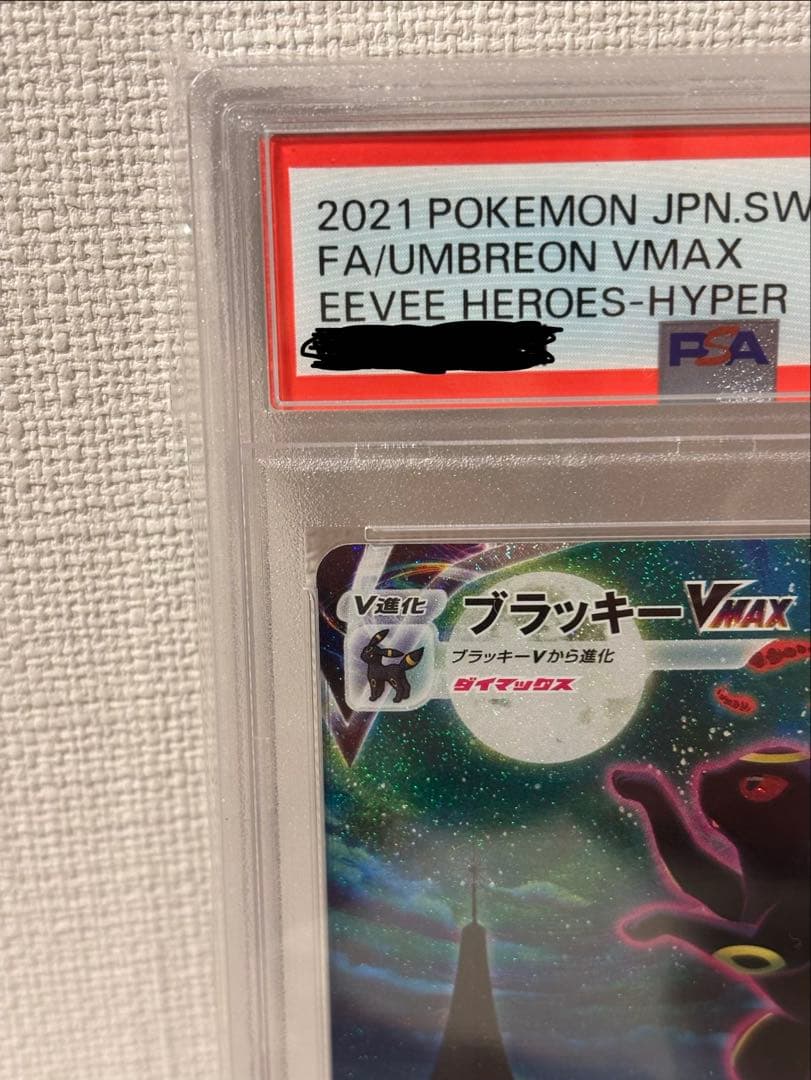 2021 POKEMON JPN.SW
FA/UMBREON VMAX
EEVEE HEROES-HYPER
PSA
V進化
ブラッキーVMAX
ブラッキーVから進化
ダイマックス